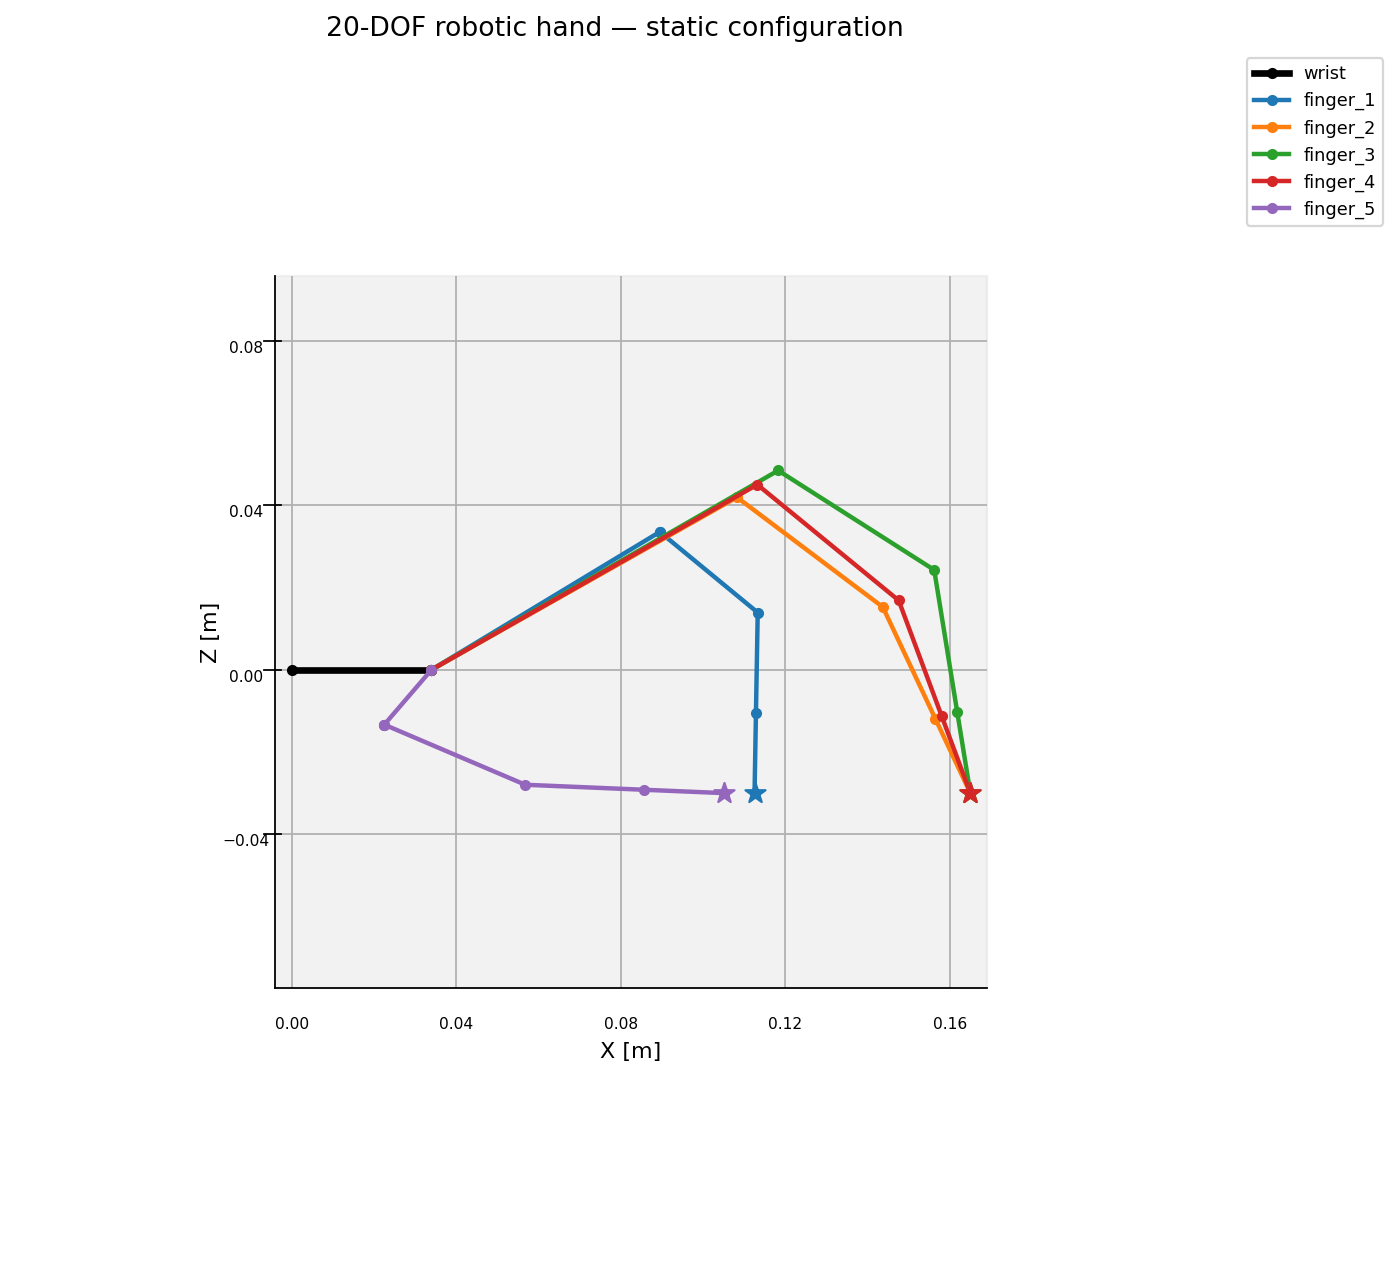 20-DOF robotic hand — static configuration
wrist
finger_1
finger_2
finger_3
finger_4
finger_5
0.08
0.04
0.00
−0.04
Z [m]
0.00 0.04 0.08 0.12 0.16
X [m]